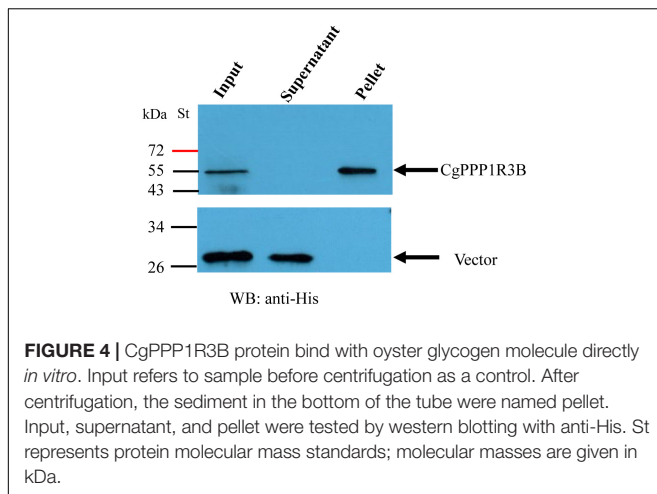 Input
Supernatant
Pellet
kDa St
72
55
43
CgPPP1R3B
34
26
Vector
WB: anti-His
FIGURE 4 | CgPPP1R3B protein bind with oyster glycogen molecule directly
in vitro. Input refers to sample before centrifugation as a control. After
centrifugation, the sediment in the bottom of the tube were named pellet.
Input, supernatant, and pellet were tested by western blotting with anti-His. St
represents protein molecular mass standards; molecular masses are given in
kDa.